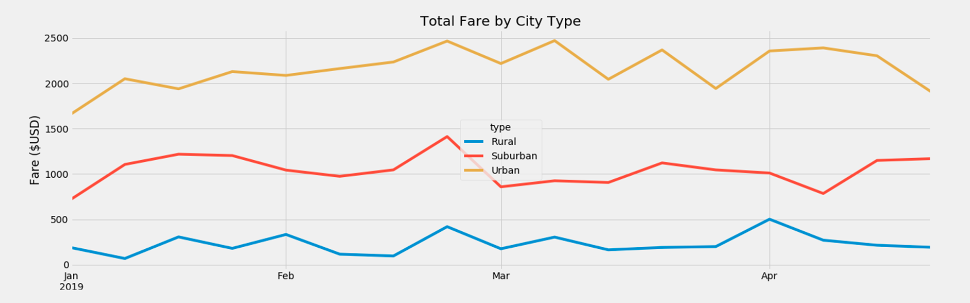 Total Fare by City Type
Fare ($USD)
2500
2000
1500
1000
500
0
type
Rural
Suburban
Urban
Jan
2019
Feb
Mar
Apr